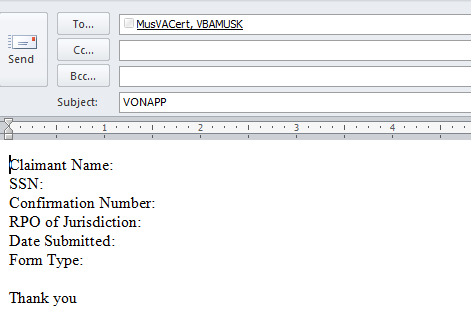 To...
MusVACert, VBAMUSK
Send
Cc...
Bcc...
Subject:
VONAPP
1 2 3 4
Claimant Name:
SSN:
Confirmation Number:
RPO of Jurisdiction:
Date Submitted:
Form Type:
Thank you